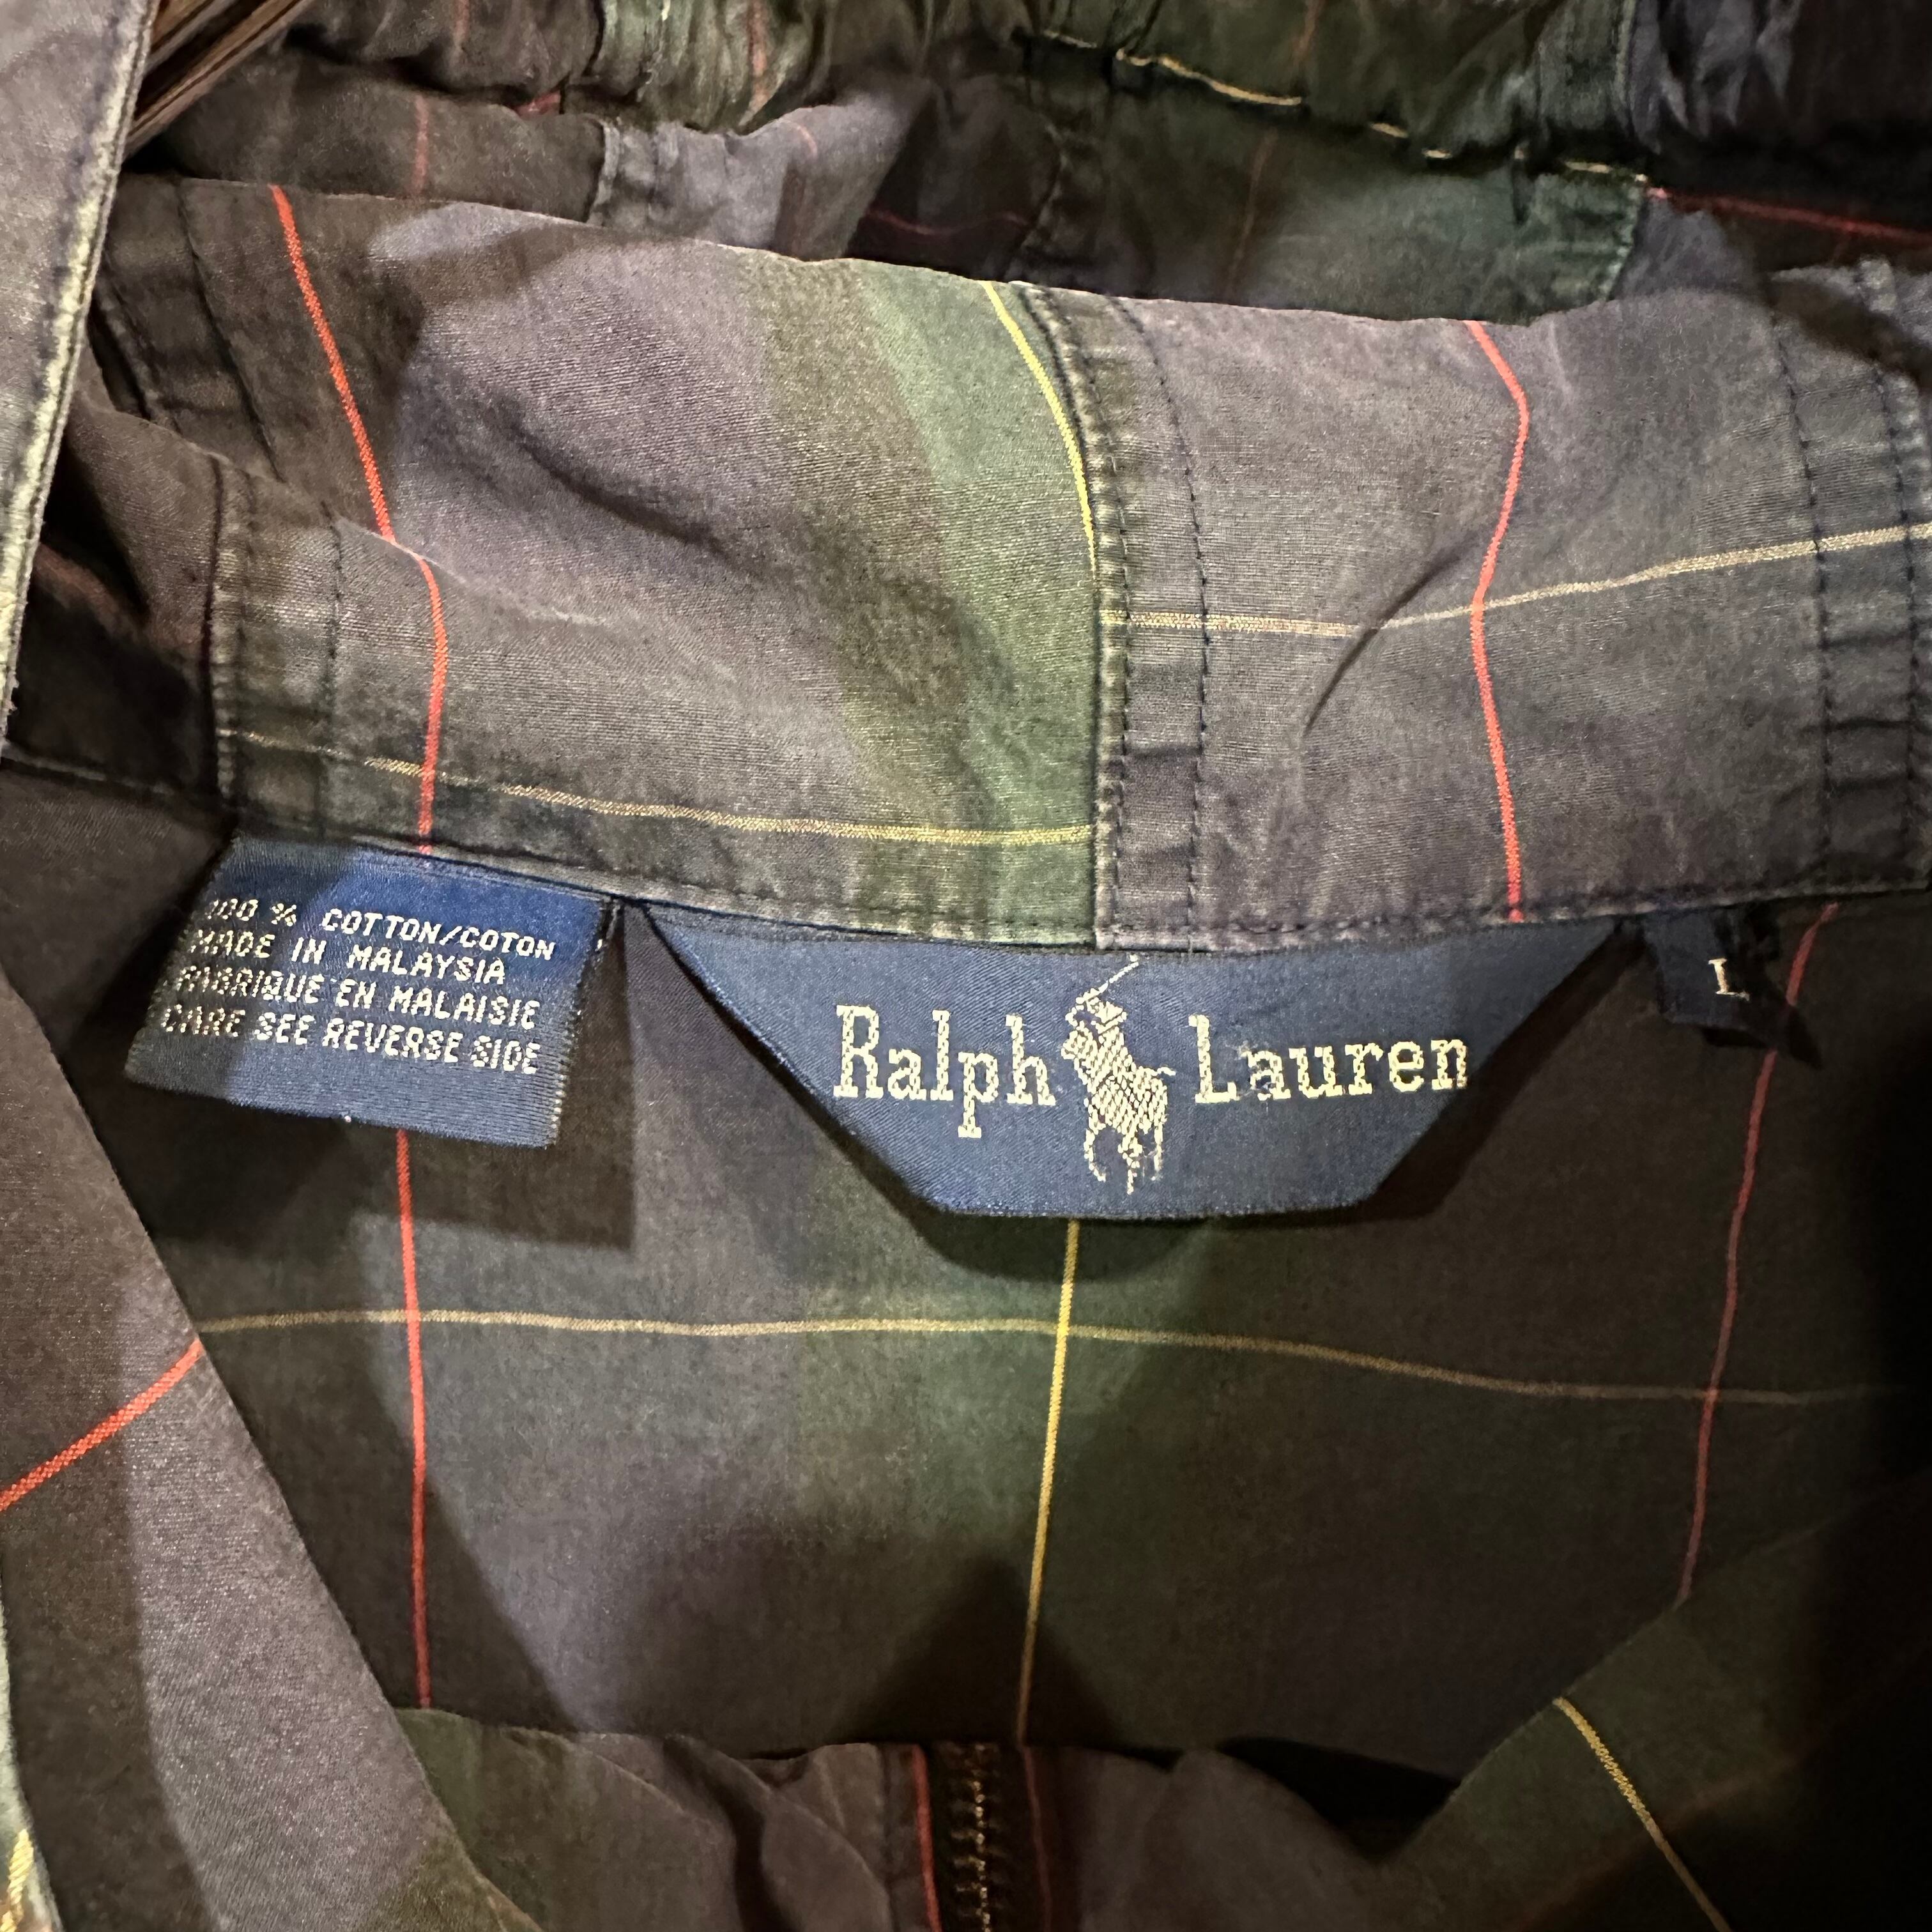 100 % COTTON/COTON
MADE IN MALAYSIA
FABRIQUE EN MALAISIE
CARE SEE REVERSE SIDE
Ralph Lauren
L